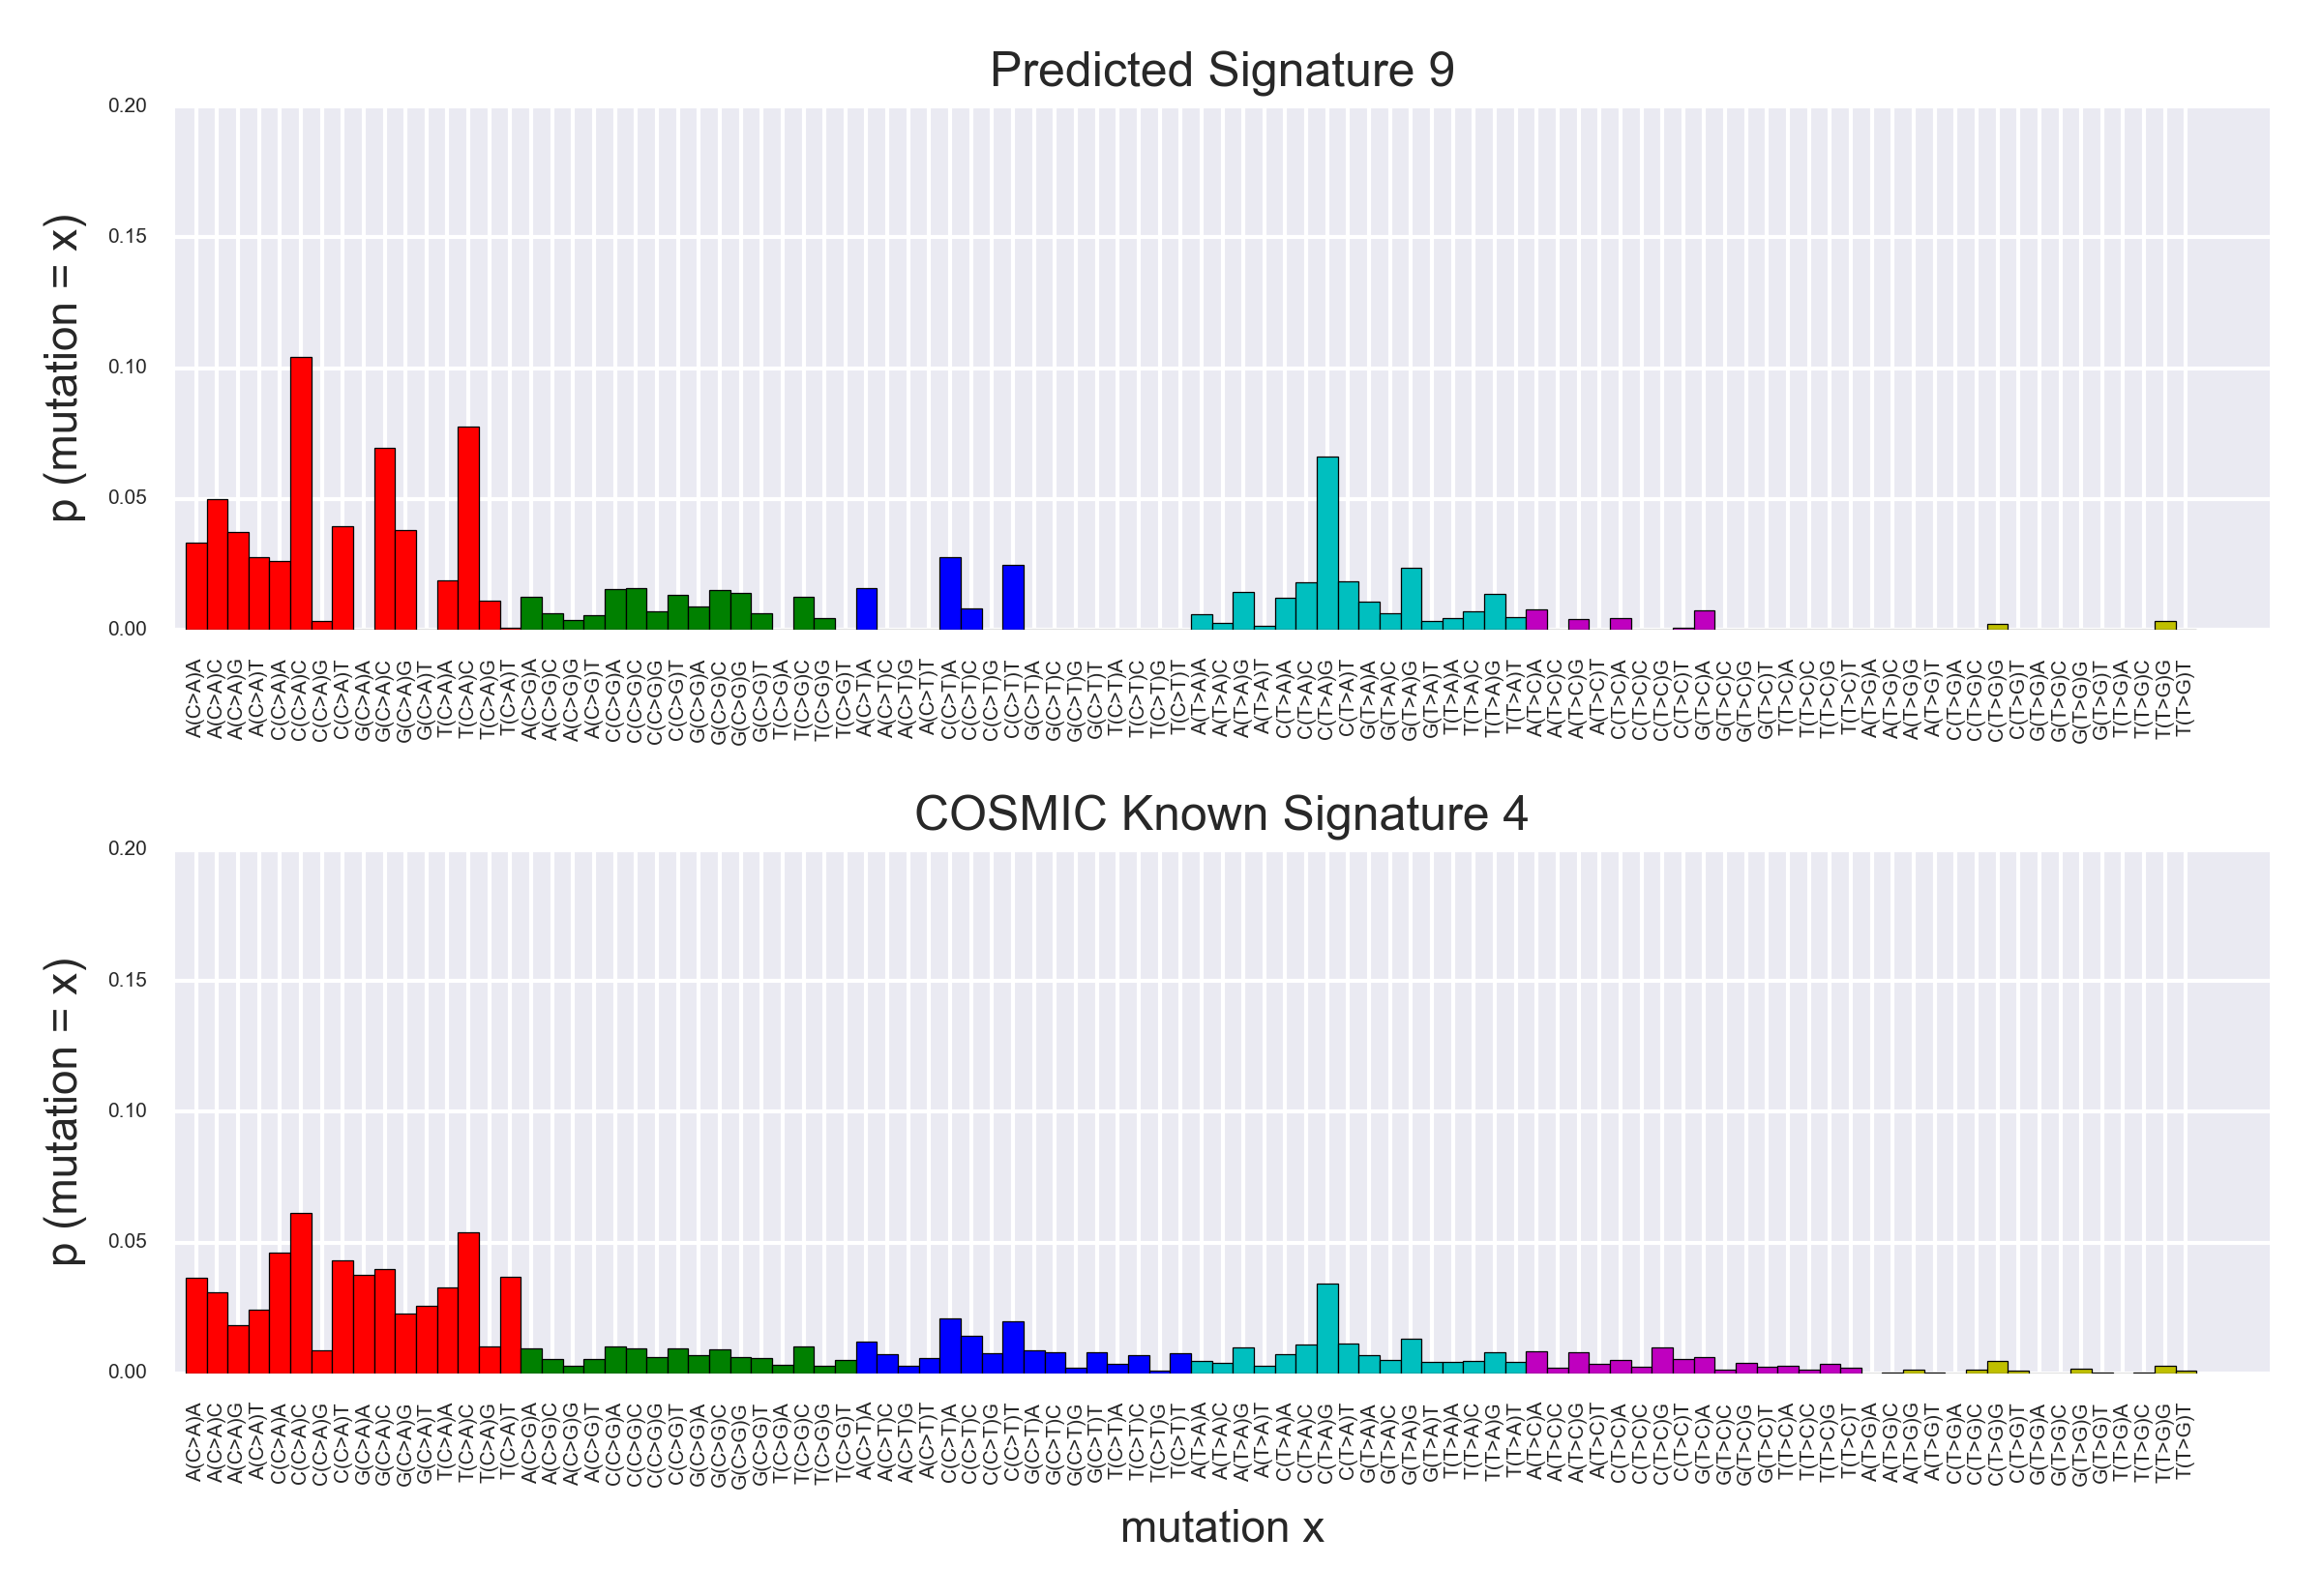 Predicted Signature 9
p (mutation = x)
0.20
0.15
0.10
0.05
0.00
A(C>A)A A(C>A)C A(C>A)G A(C>A)T C(C>A)A C(C>A)C C(C>A)G C(C>A)T G(C>A)A G(C>A)C G(C>A)G G(C>A)T T(C>A)A T(C>A)C T(C>A)G T(C>A)T A(C>G)A A(C>G)C A(C>G)G A(C>G)T C(C>G)A C(C>G)C C(C>G)G C(C>G)T G(C>G)A G(C>G)C G(C>G)G G(C>G)T T(C>G)A T(C>G)C T(C>G)G T(C>G)T A(C>T)A A(C>T)C A(C>T)G A(C>T)T C(C>T)A C(C>T)C C(C>T)G C(C>T)T G(C>T)A G(C>T)C G(C>T)G G(C>T)T T(C>T)A T(C>T)C T(C>T)G T(C>T)T A(T>A)A A(T>A)C A(T>A)G A(T>A)T C(T>A)A C(T>A)C C(T>A)G C(T>A)T G(T>A)A G(T>A)C G(T>A)G G(T>A)T T(T>A)A T(T>A)C T(T>A)G T(T>A)T A(T>C)A A(T>C)C A(T>C)G A(T>C)T C(T>C)A C(T>C)C C(T>C)G C(T>C)T G(T>C)A G(T>C)C G(T>C)G G(T>C)T T(T>C)A T(T>C)C T(T>C)G T(T>C)T A(T>G)A A(T>G)C A(T>G)G A(T>G)T C(T>G)A C(T>G)C C(T>G)G C(T>G)T G(T>G)A G(T>G)C G(T>G)G G(T>G)T T(T>G)A T(T>G)C T(T>G)G T(T>G)T
COSMIC Known Signature 4
p (mutation = x)
0.20
0.15
0.10
0.05
0.00
A(C>A)A A(C>A)C A(C>A)G A(C>A)T C(C>A)A C(C>A)C C(C>A)G C(C>A)T G(C>A)A G(C>A)C G(C>A)G G(C>A)T T(C>A)A T(C>A)C T(C>A)G T(C>A)T A(C>G)A A(C>G)C A(C>G)G A(C>G)T C(C>G)A C(C>G)C C(C>G)G C(C>G)T G(C>G)A G(C>G)C G(C>G)G G(C>G)T T(C>G)A T(C>G)C T(C>G)G T(C>G)T A(C>T)A A(C>T)C A(C>T)G A(C>T)T C(C>T)A C(C>T)C C(C>T)G C(C>T)T G(C>T)A G(C>T)C G(C>T)G G(C>T)T T(C>T)A T(C>T)C T(C>T)G T(C>T)T A(T>A)A A(T>A)C A(T>A)G A(T>A)T C(T>A)A C(T>A)C C(T>A)G C(T>A)T G(T>A)A G(T>A)C G(T>A)G G(T>A)T T(T>A)A T(T>A)C T(T>A)G T(T>A)T A(T>C)A A(T>C)C A(T>C)G A(T>C)T C(T>C)A C(T>C)C C(T>C)G C(T>C)T G(T>C)A G(T>C)C G(T>C)G G(T>C)T T(T>C)A T(T>C)C T(T>C)G T(T>C)T A(T>G)A A(T>G)C A(T>G)G A(T>G)T C(T>G)A C(T>G)C C(T>G)G C(T>G)T G(T>G)A G(T>G)C G(T>G)G G(T>G)T T(T>G)A T(T>G)C T(T>G)G T(T>G)T
mutation x